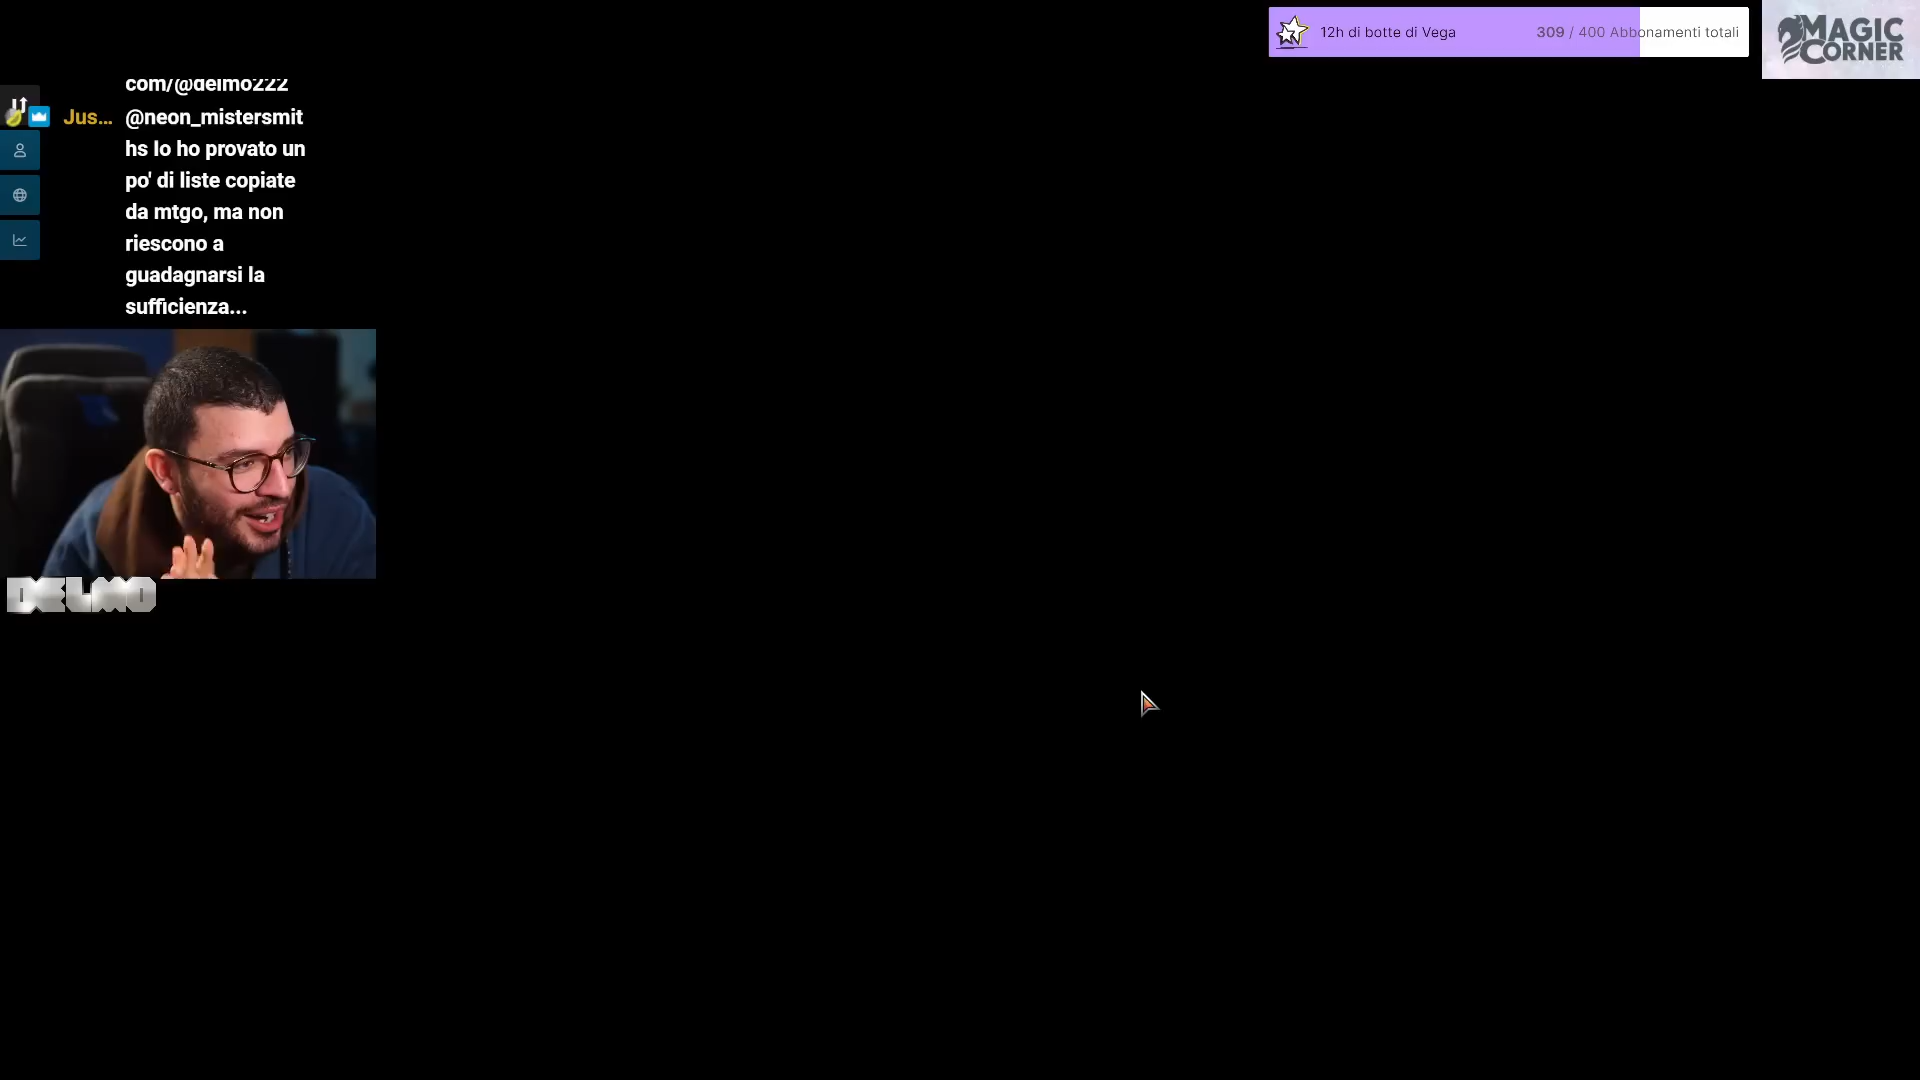 12h di botte di Vega
309 / 400 Abbonamenti totali
MAGIC
CORNER
com/@delmo222
Jus... @neon_mistersmit
hs Io ho provato un
po' di liste copiate
da mtgo, ma non
riescono a
guadagnarsi la
sufficienza...
DELMO